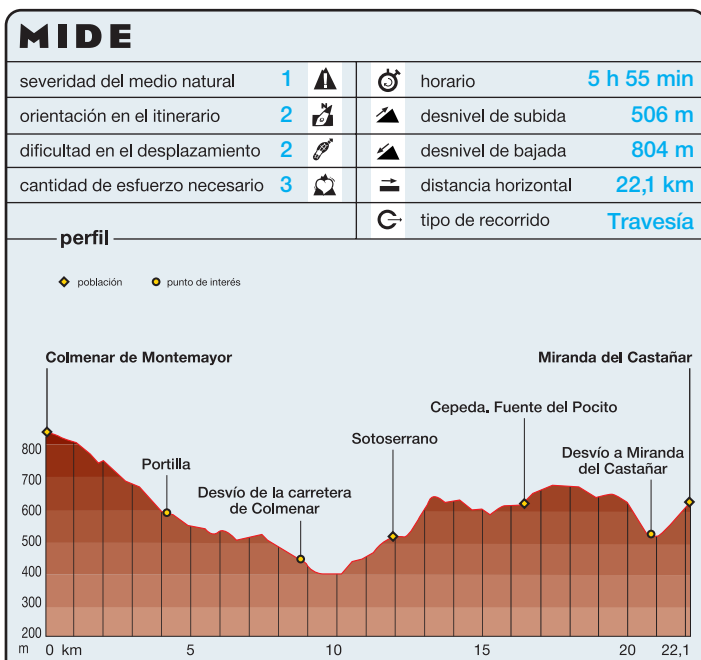 MIDE
severidad del medio natural 1
horario 5 h 55 min
orientación en el itinerario 2
N
desnivel de subida 506 m
dificultad en el desplazamiento 2
desnivel de bajada 804 m
cantidad de esfuerzo necesario 3
distancia horizontal 22,1 km
tipo de recorrido Travesía
perfil
población
punto de interés
Colmenar de Montemayor
Miranda del Castañar
Cepeda. Fuente del Pocito
Sotoserrano
Desvío a Miranda
del Castañar
Portilla
Desvío de la carretera
de Colmenar
800
700
600
500
400
300
200
m 0 km 5 10 15 20 22,1